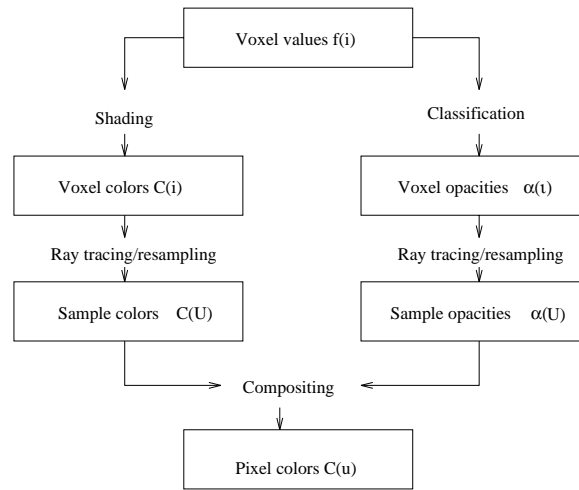 Voxel values f(i)
Shading
Classification
Voxel colors C(i)
Voxel opacities α(ι)
Ray tracing/resampling
Ray tracing/resampling
Sample colors C(U)
Sample opacities α(U)
Compositing
Pixel colors C(u)